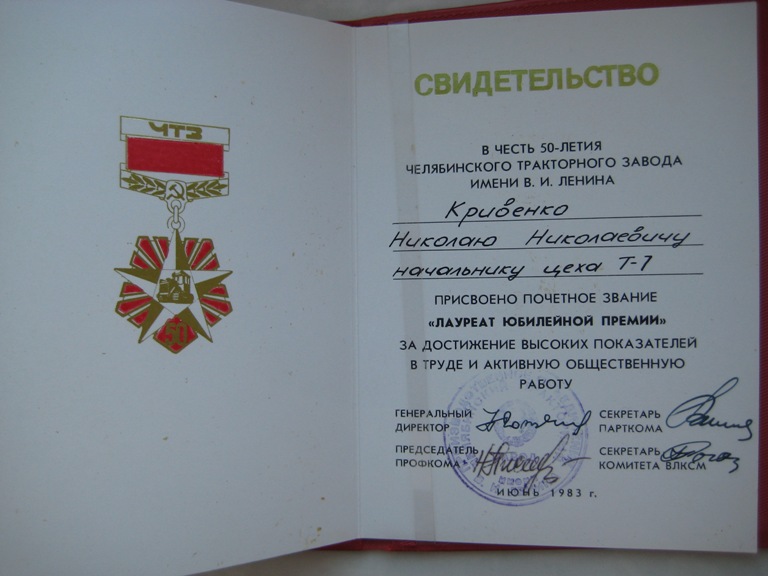 ЧТЗ
50
СВИДЕТЕЛЬСТВО
В ЧЕСТЬ 50-ЛЕТИЯ
ЧЕЛЯБИНСКОГО ТРАКТОРНОГО ЗАВОДА
ИМЕНИ В. И. ЛЕНИНА
Кривенко
Николаю Николаевичу
начальнику цеха Т-1
ПРИСВОЕНО ПОЧЕТНОЕ ЗВАНИЕ
«ЛАУРЕАТ ЮБИЛЕЙНОЙ ПРЕМИИ»
ЗА ДОСТИЖЕНИЕ ВЫСОКИХ ПОКАЗАТЕЛЕЙ
В ТРУДЕ И АКТИВНУЮ ОБЩЕСТВЕННУЮ
РАБОТУ
ГЕНЕРАЛЬНЫЙ
ДИРЕКТОР
СЕКРЕТАРЬ
ПАРТКОМА
ПРЕДСЕДАТЕЛЬ
ПРОФКОМА
СЕКРЕТАРЬ
КОМИТЕТА ВЛКСМ
ИЮНЬ 1983 г.